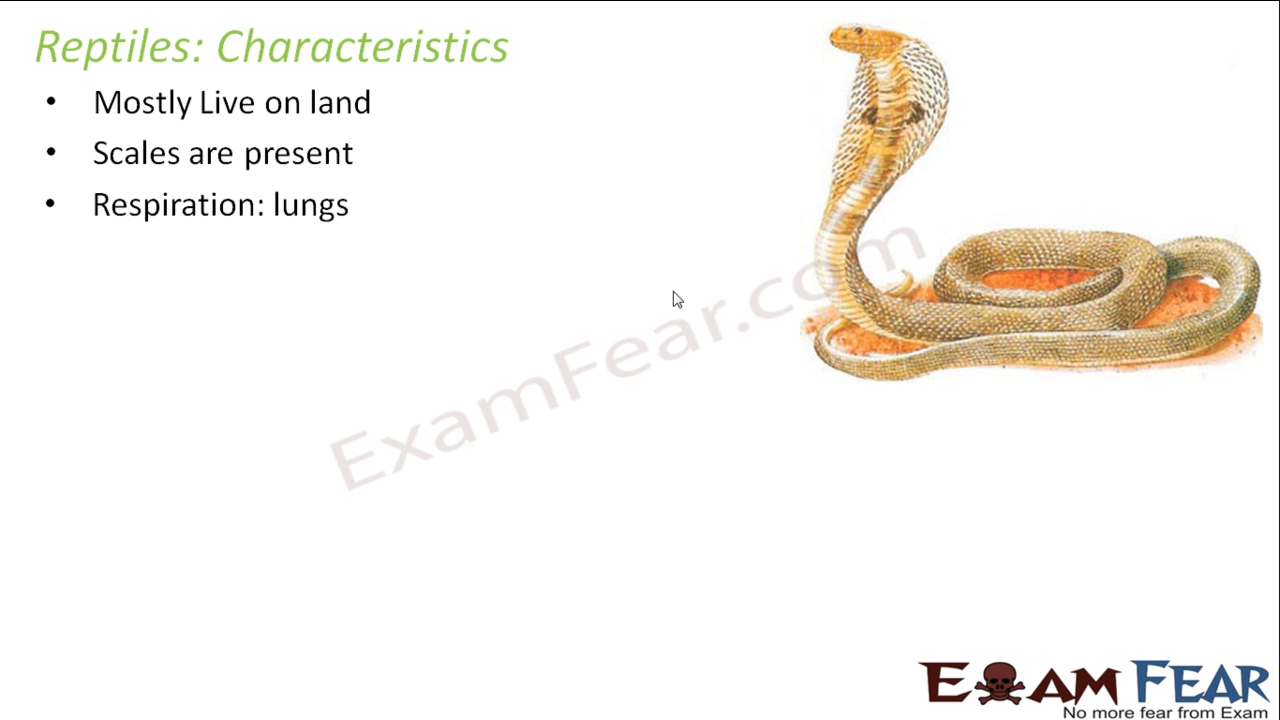 Reptiles: Characteristics
• Mostly Live on land
• Scales are present
• Respiration: lungs
ExamFear.com
EXAM FEAR
No more fear from Exam